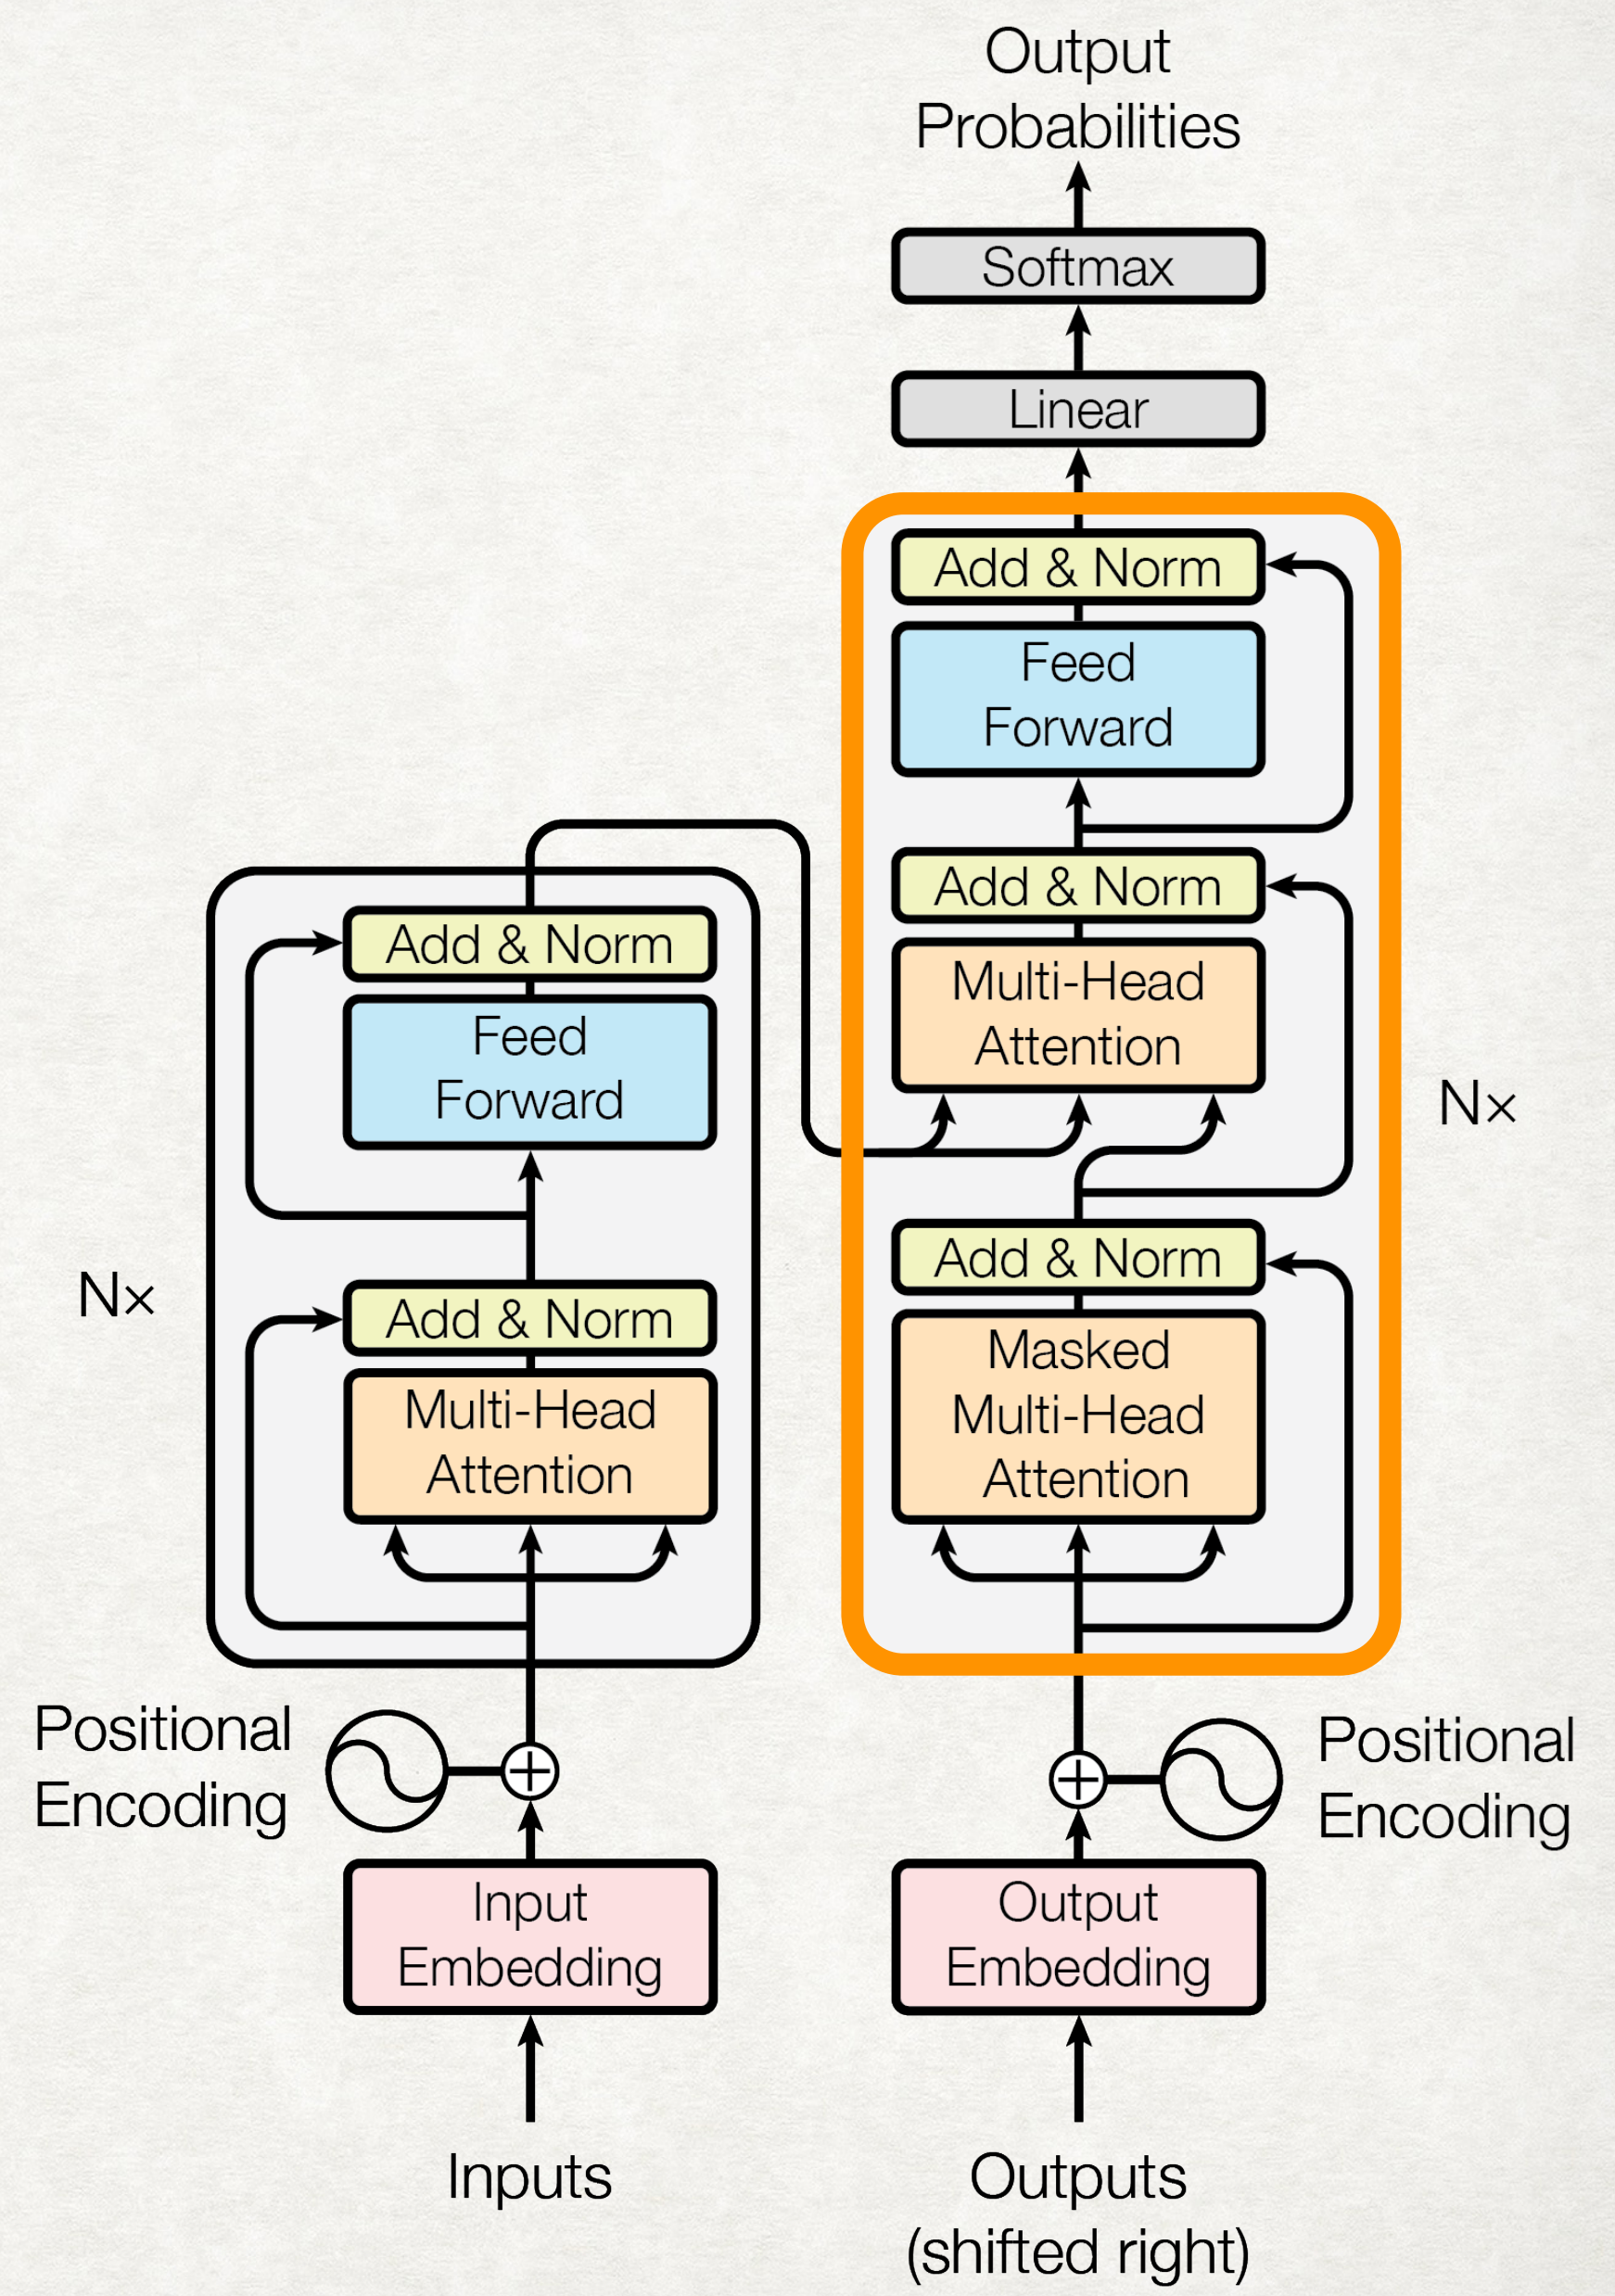 Output
Probabilities
Softmax
Linear
Add & Norm
Feed
Forward
Add & Norm
Multi-Head
Attention
Nx
Add & Norm
Masked
Multi-Head
Attention
Add & Norm
Feed
Forward
Nx
Add & Norm
Multi-Head
Attention
Positional
Encoding
Positional
Encoding
Input
Embedding
Output
Embedding
Inputs
Outputs
(shifted right)